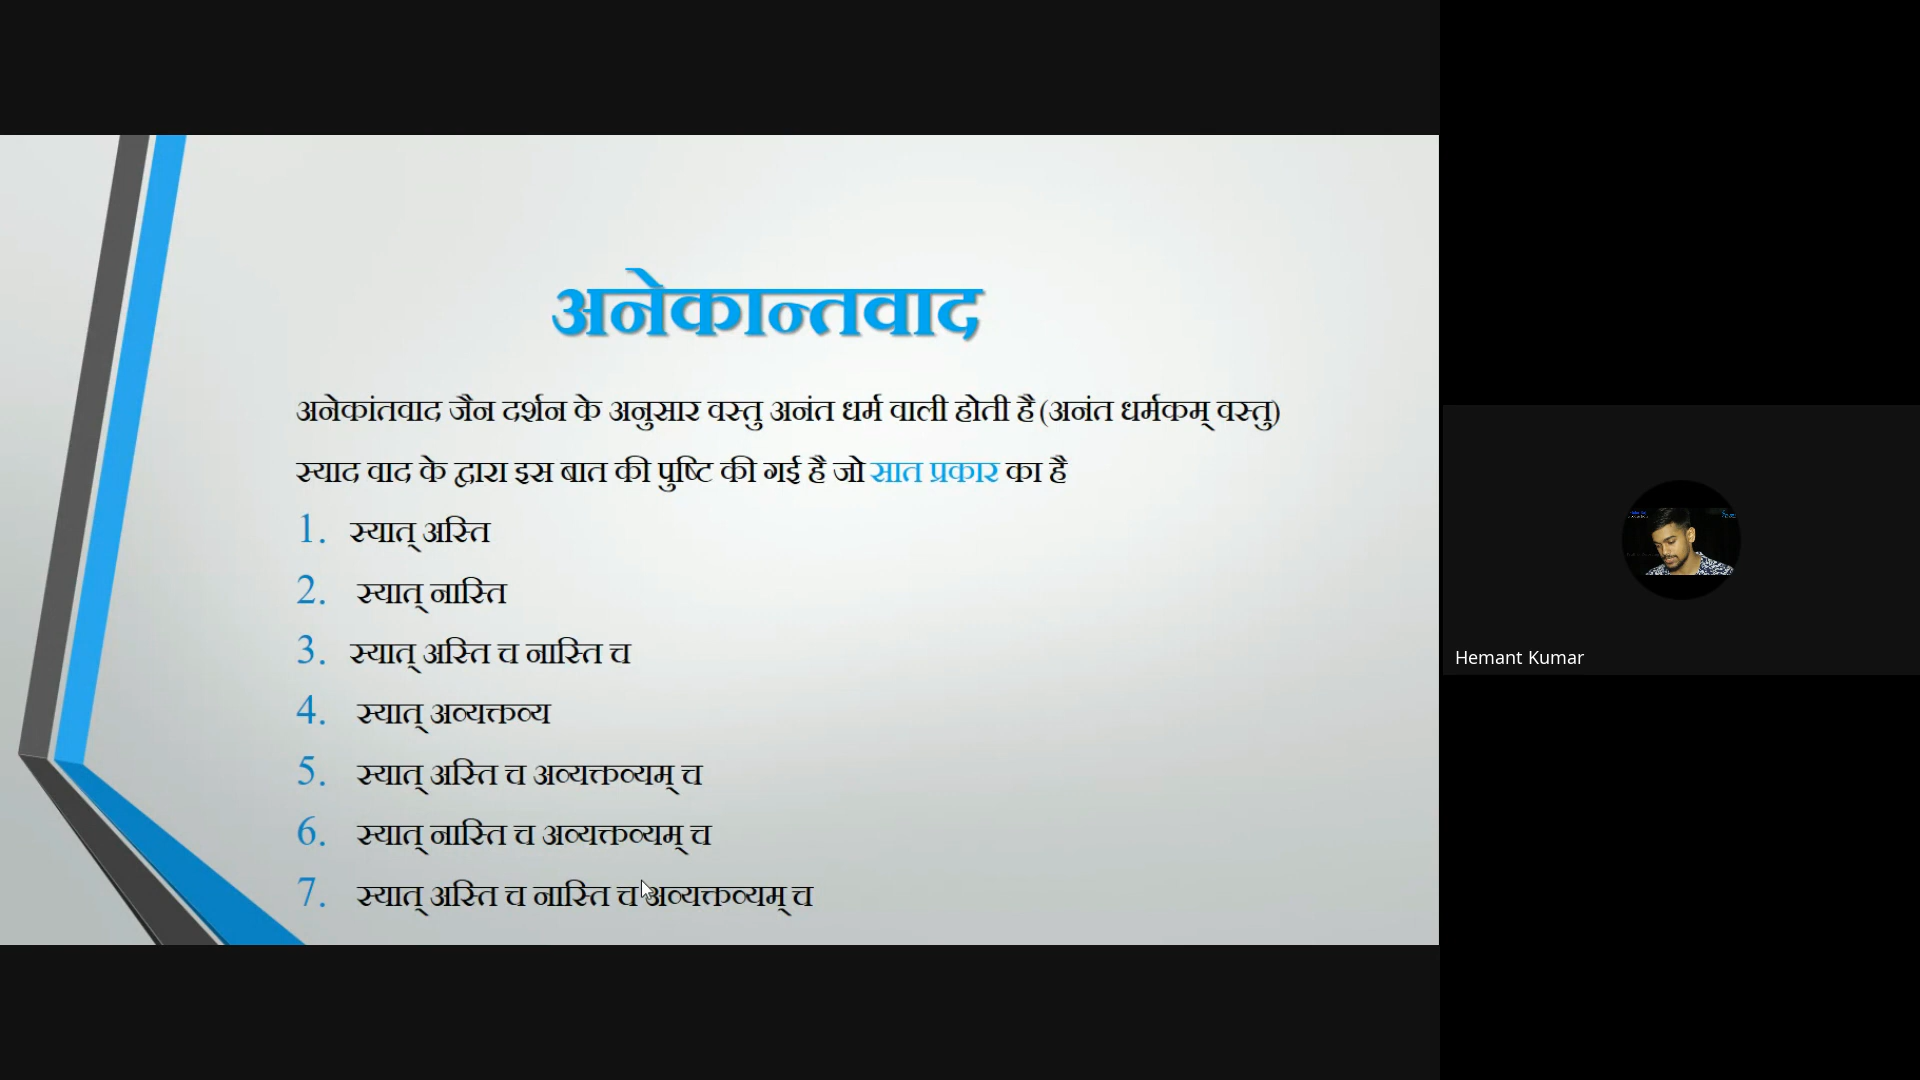 अनेकान्तवाद
अनेकांतवाद जैन दर्शन के अनुसार वस्तु अनंत धर्म वाली होती है (अनंत धर्मकम् वस्तु)
स्याद वाद के द्वारा इस बात की पुष्टि की गई है जो सात प्रकार का है
1. स्यात् अस्ति
2. स्यात् नास्ति
3. स्यात् अस्ति च नास्ति च
4. स्यात् अव्यक्तव्य
5. स्यात् अस्ति च अव्यक्तव्यम् च
6. स्यात् नास्ति च अव्यक्तव्यम् च
7. स्यात् अस्ति च नास्ति च अव्यक्तव्यम् च
Hemant Kumar